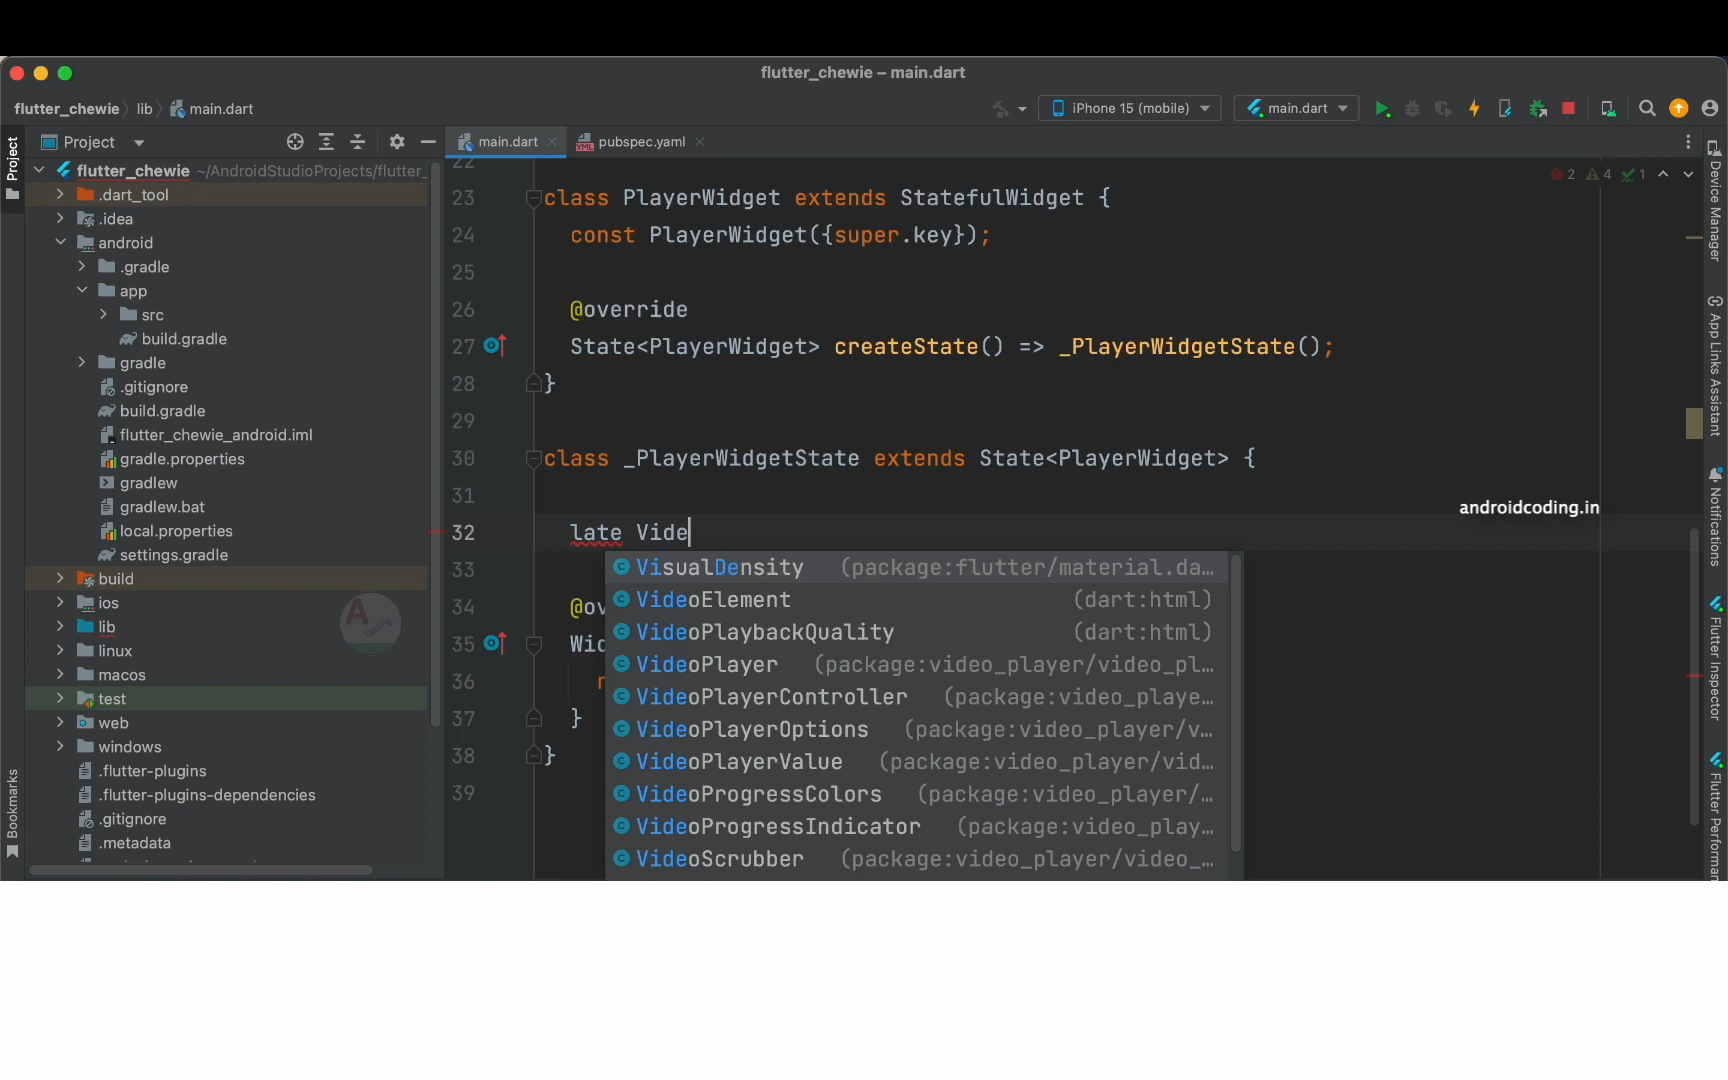 flutter_chewie – main.dart
flutter_chewie lib main.dart
iPhone 15 (mobile) main.dart
Project
Project
main.dart
pubspec.yaml
2 4 1
flutter_chewie ~/AndroidStudioProjects/flutter_
.dart_tool
.idea
android
.gradle
app
src
build.gradle
gradle
.gitignore
build.gradle
flutter_chewie_android.iml
gradle.properties
gradlew
gradlew.bat
local.properties
settings.gradle
build
ios
lib
linux
macos
test
web
windows
.flutter-plugins
.flutter-plugins-dependencies
.gitignore
.metadata
Bookmarks
A
Coding
22
23 class PlayerWidget extends StatefulWidget {
24 const PlayerWidget({super.key});
25
26 @override
27 State<PlayerWidget> createState() => _PlayerWidgetState();
28 }
29
30 class _PlayerWidgetState extends State<PlayerWidget> {
31
androidcoding.in
32 late Vide
33
34 @ov
35 Wid
36 r
37 }
38 }
39
VisualDensity (package:flutter/material.da…
VideoElement (dart:html)
VideoPlaybackQuality (dart:html)
VideoPlayer (package:video_player/video_pl…
VideoPlayerController (package:video_playe…
VideoPlayerOptions (package:video_player/v…
VideoPlayerValue (package:video_player/vid…
VideoProgressColors (package:video_player/…
VideoProgressIndicator (package:video_play…
VideoScrubber (package:video_player/video_…
Device Manager
App Links Assistant
Notifications
Flutter Inspector
Flutter Performan